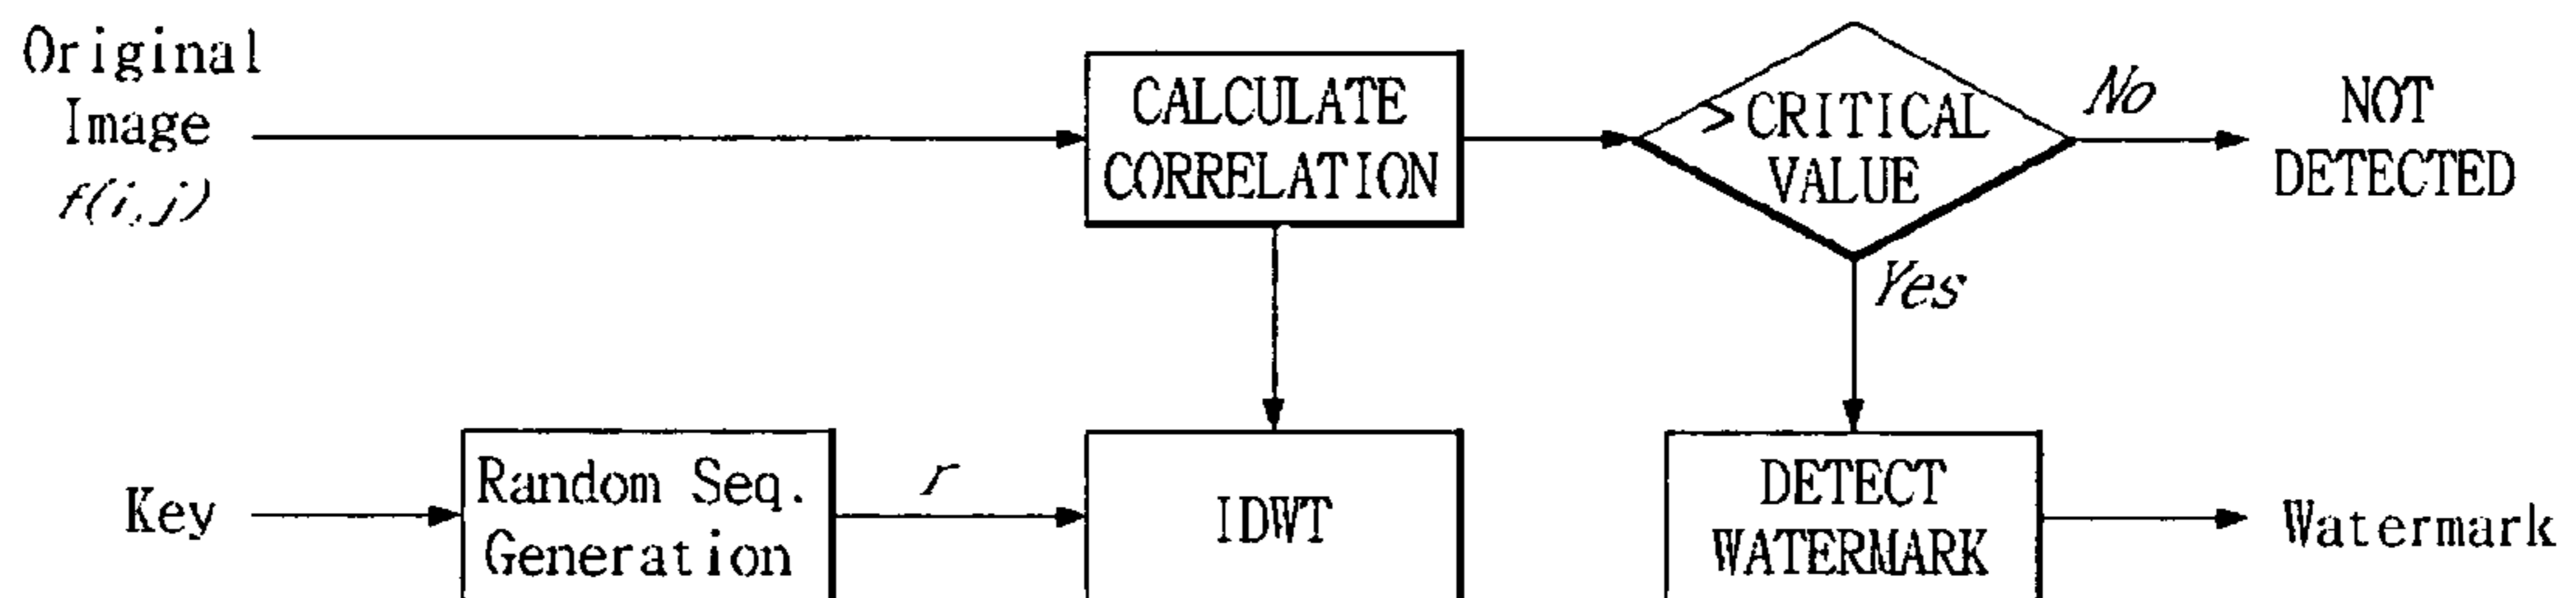 Original
Image
f(i,j)
CALCULATE
CORRELATION
> CRITICAL
VALUE
No
NOT
DETECTED
Yes
Key
Random Seq.
Generation
r
IDWT
DETECT
WATERMARK
Watermark